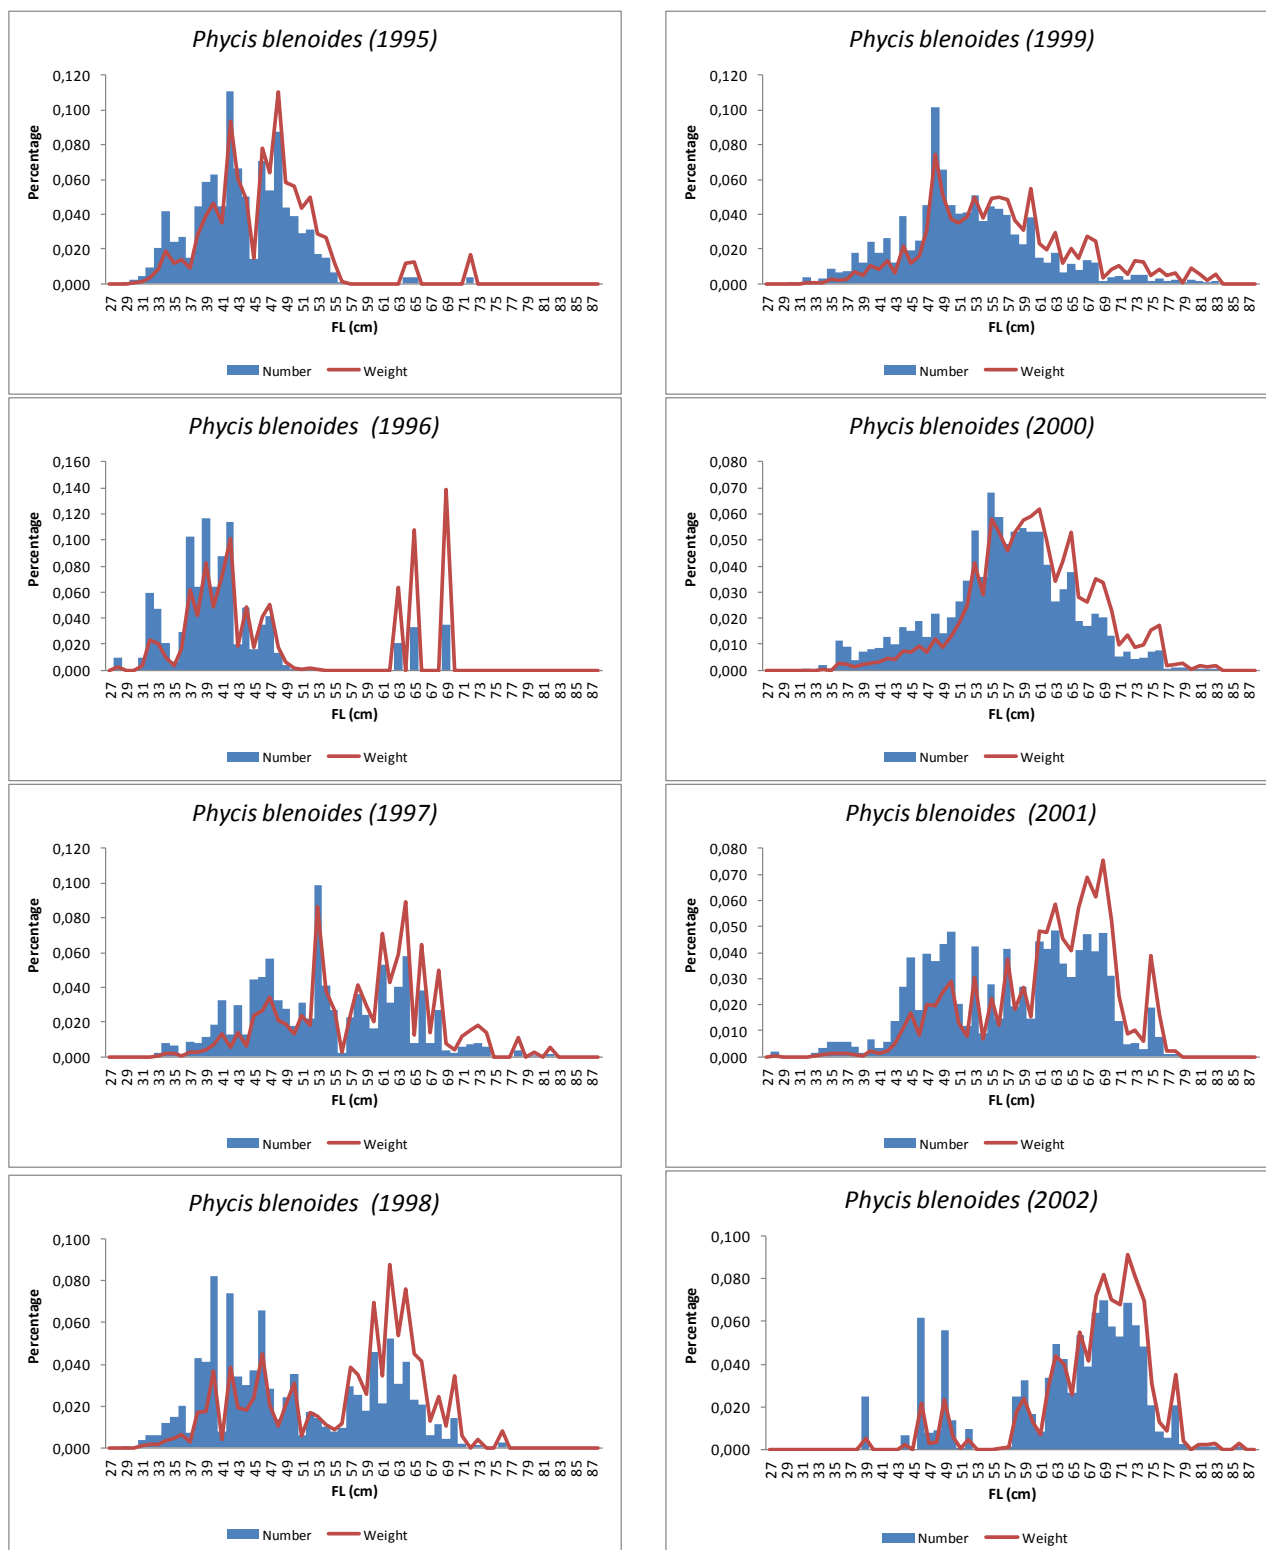 Phycis blenoides (1995)
0,120
0,100
0,080
0,060
0,040
0,020
0,000
Percentage
27 29 31 33 35 37 39 41 43 45 47 49 51 53 55 57 59 61 63 65 67 69 71 73 75 77 79 81 83 85 87
FL (cm)
Number Weight
Phycis blenoides (1999)
0,120
0,100
0,080
0,060
0,040
0,020
0,000
Percentage
27 29 31 33 35 37 39 41 43 45 47 49 51 53 55 57 59 61 63 65 67 69 71 73 75 77 79 81 83 85 87
FL (cm)
Number Weight
Phycis blenoides (1996)
0,160
0,140
0,120
0,100
0,080
0,060
0,040
0,020
0,000
Percentage
27 29 31 33 35 37 39 41 43 45 47 49 51 53 55 57 59 61 63 65 67 69 71 73 75 77 79 81 83 85 87
FL (cm)
Number Weight
Phycis blenoides (2000)
0,080
0,070
0,060
0,050
0,040
0,030
0,020
0,010
0,000
Percentage
27 29 31 33 35 37 39 41 43 45 47 49 51 53 55 57 59 61 63 65 67 69 71 73 75 77 79 81 83 85 87
FL (cm)
Number Weight
Phycis blenoides (1997)
0,120
0,100
0,080
0,060
0,040
0,020
0,000
Percentage
27 29 31 33 35 37 39 41 43 45 47 49 51 53 55 57 59 61 63 65 67 69 71 73 75 77 79 81 83 85 87
FL (cm)
Number Weight
Phycis blenoides (2001)
0,080
0,070
0,060
0,050
0,040
0,030
0,020
0,010
0,000
Percentage
27 29 31 33 35 37 39 41 43 45 47 49 51 53 55 57 59 61 63 65 67 69 71 73 75 77 79 81 83 85 87
FL (cm)
Number Weight
Phycis blenoides (1998)
0,100
0,080
0,060
0,040
0,020
0,000
Percentage
27 29 31 33 35 37 39 41 43 45 47 49 51 53 55 57 59 61 63 65 67 69 71 73 75 77 79 81 83 85 87
FL (cm)
Number Weight
Phycis blenoides (2002)
0,100
0,080
0,060
0,040
0,020
0,000
Percentage
27 29 31 33 35 37 39 41 43 45 47 49 51 53 55 57 59 61 63 65 67 69 71 73 75 77 79 81 83 85 87
FL (cm)
Number Weight